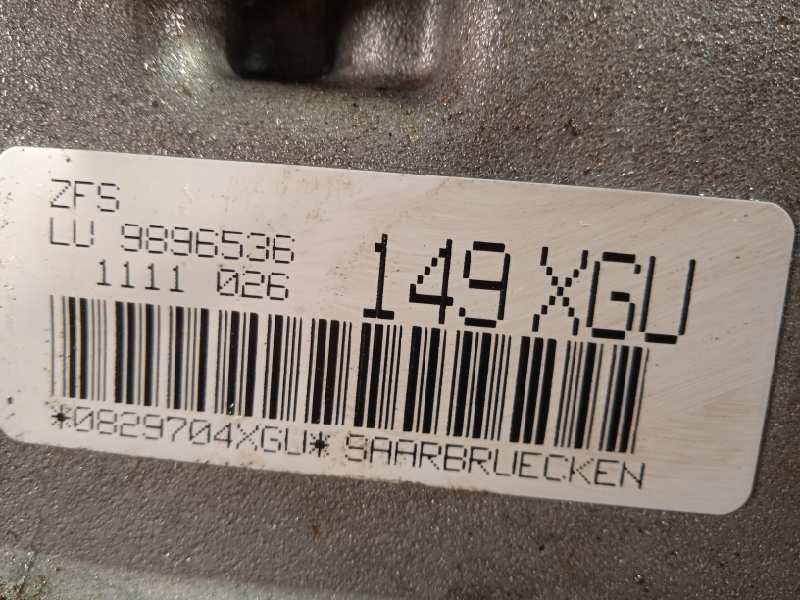 ZFS
LU 9896536
1111 026
149 XGU
*0829704XGU* SAARBRUECKEN